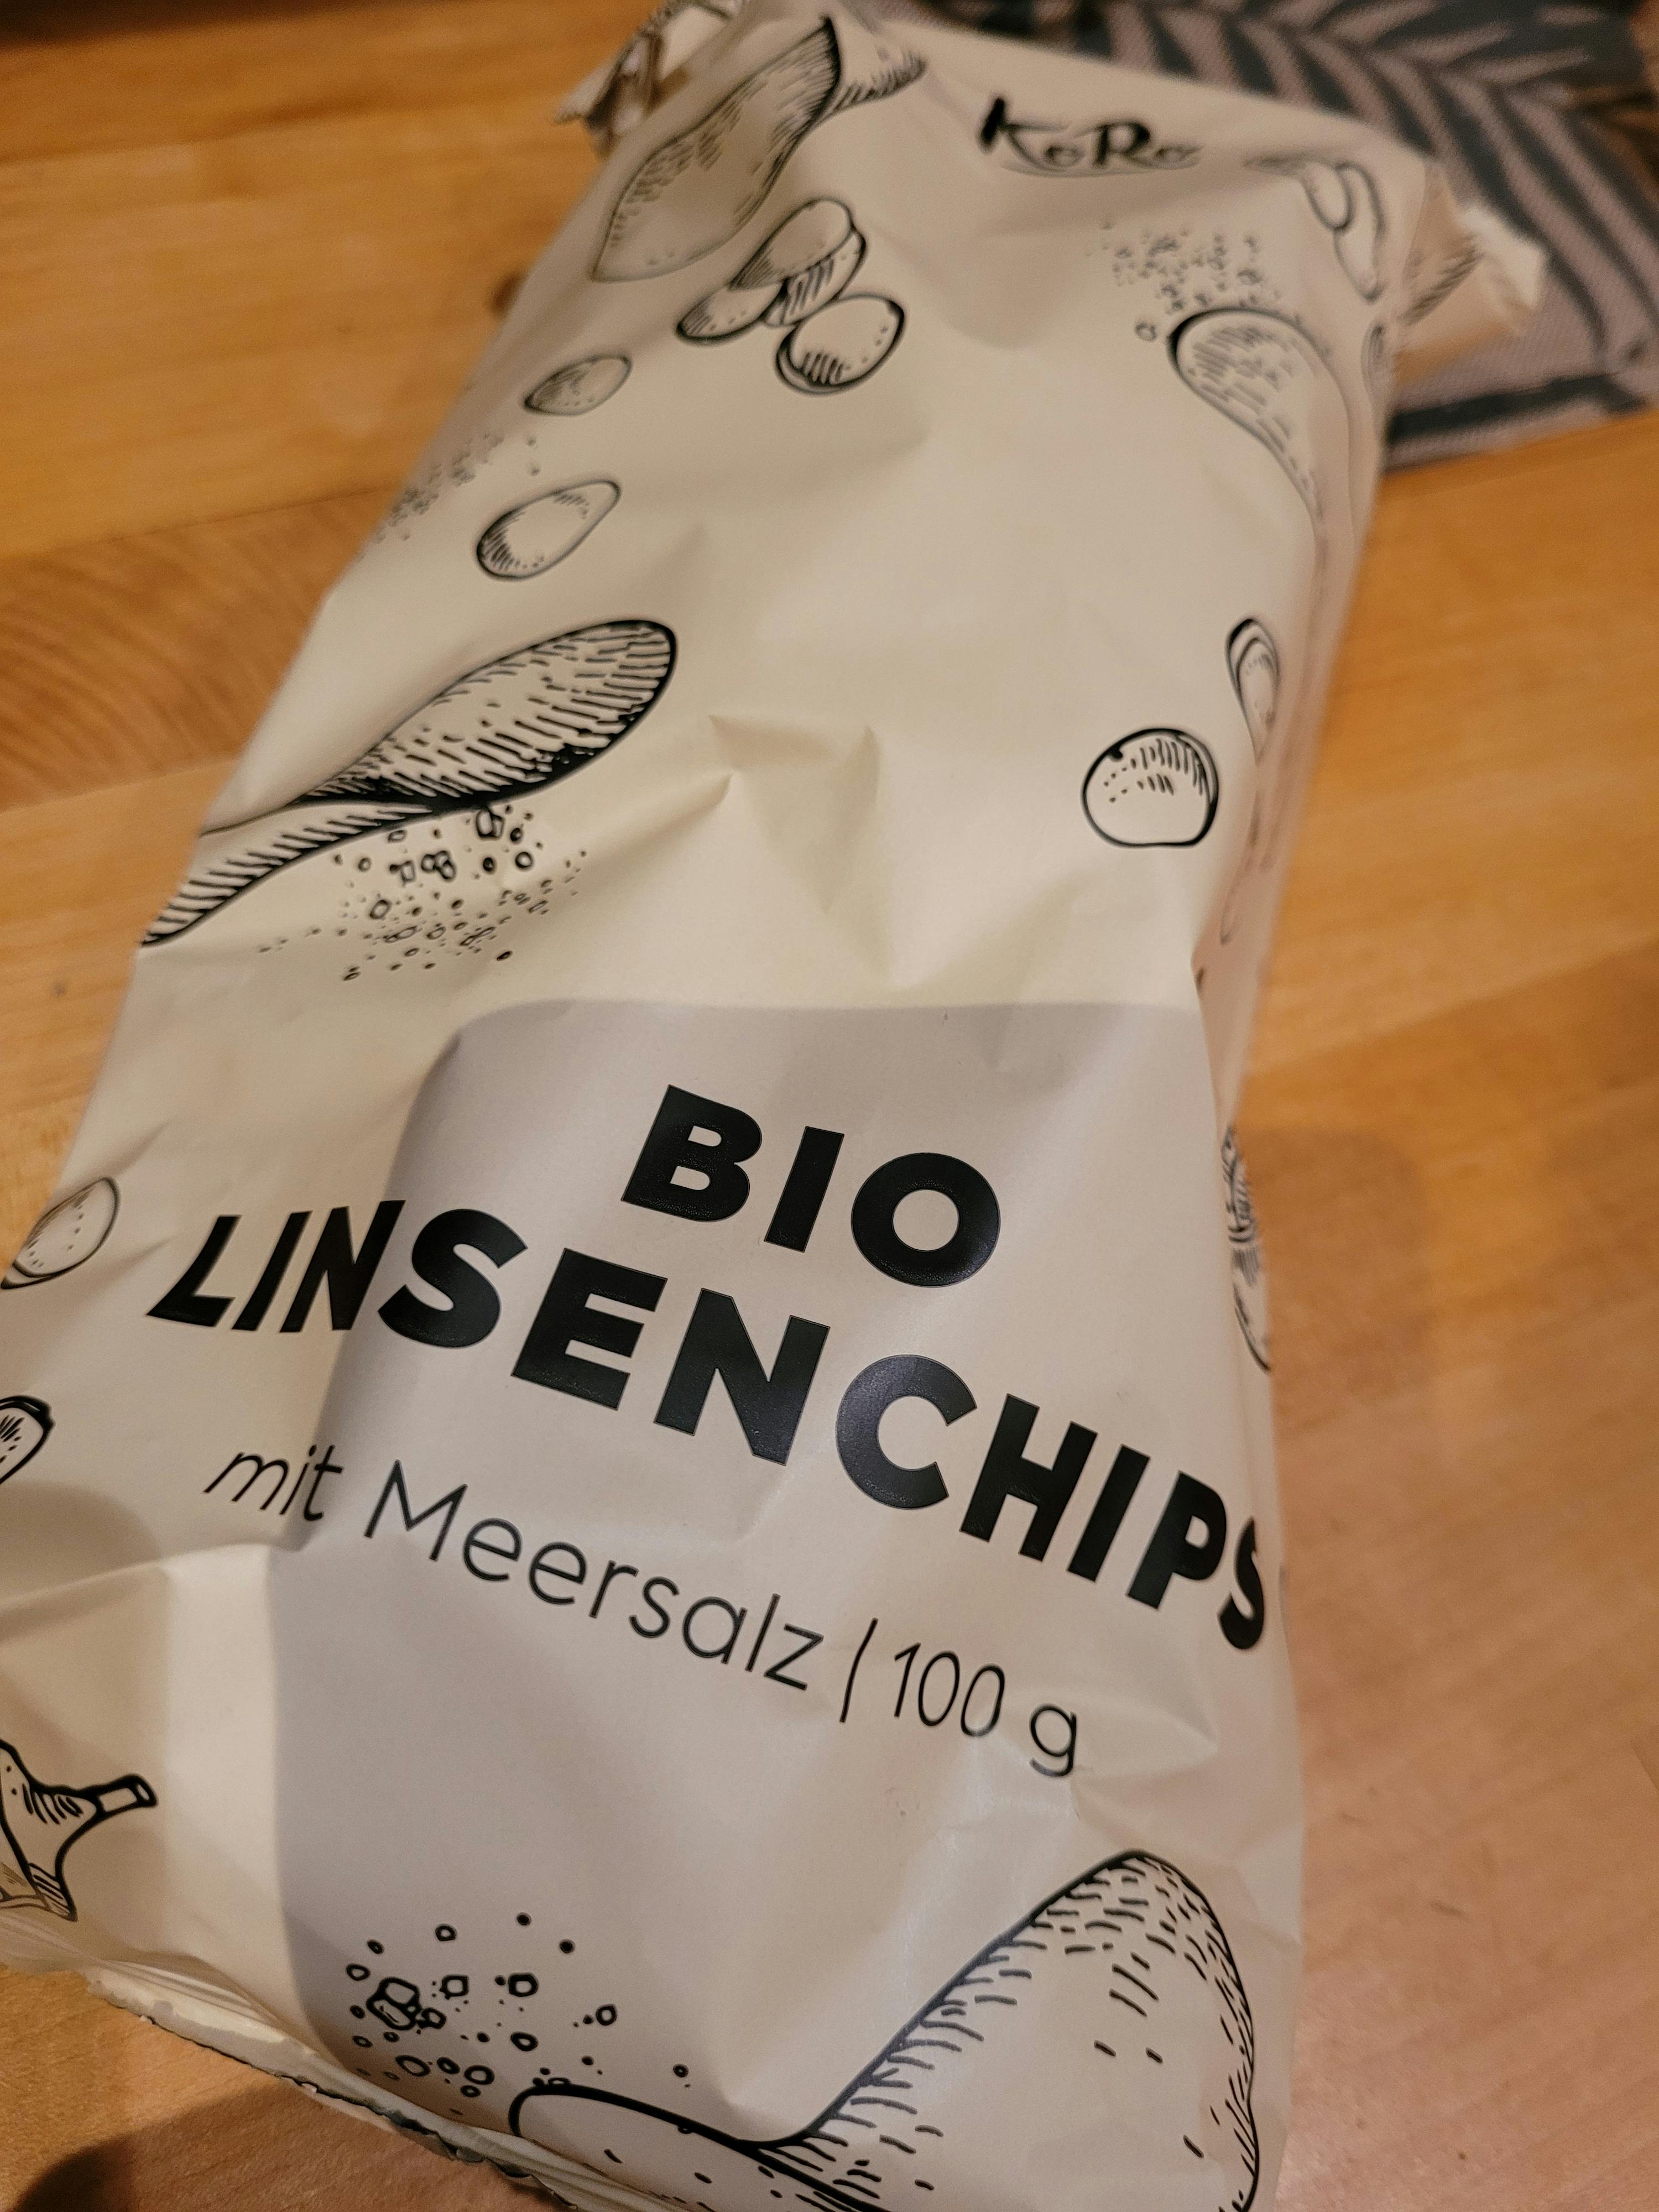 KoRo
BIO
LINSENCHIPS
mit Meersalz | 100 g